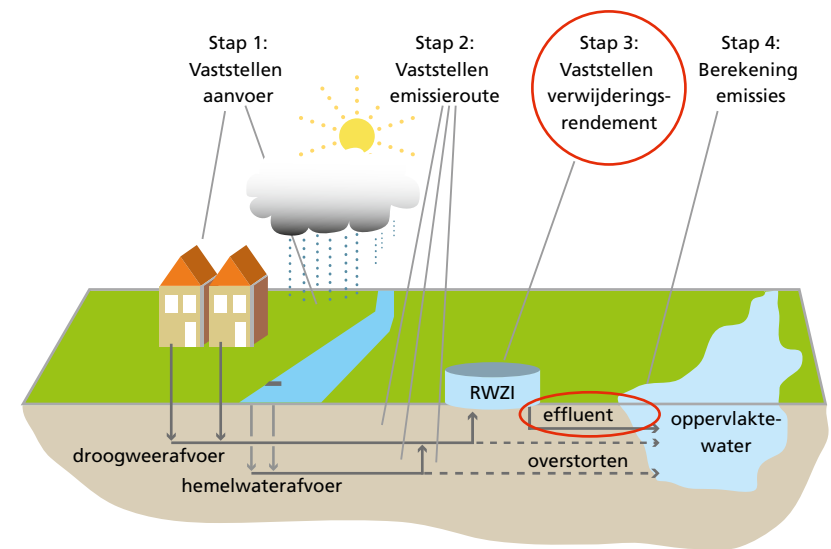 Stap 1:
Vaststellen
aanvoer
Stap 2:
Vaststellen
emissieroute
Stap 3:
Vaststellen
verwijderings-
rendement
Stap 4:
Berekening
emissies
RWZI
effluent
oppervlakte-
water
droogweerafvoer
overstorten
hemelwaterafvoer